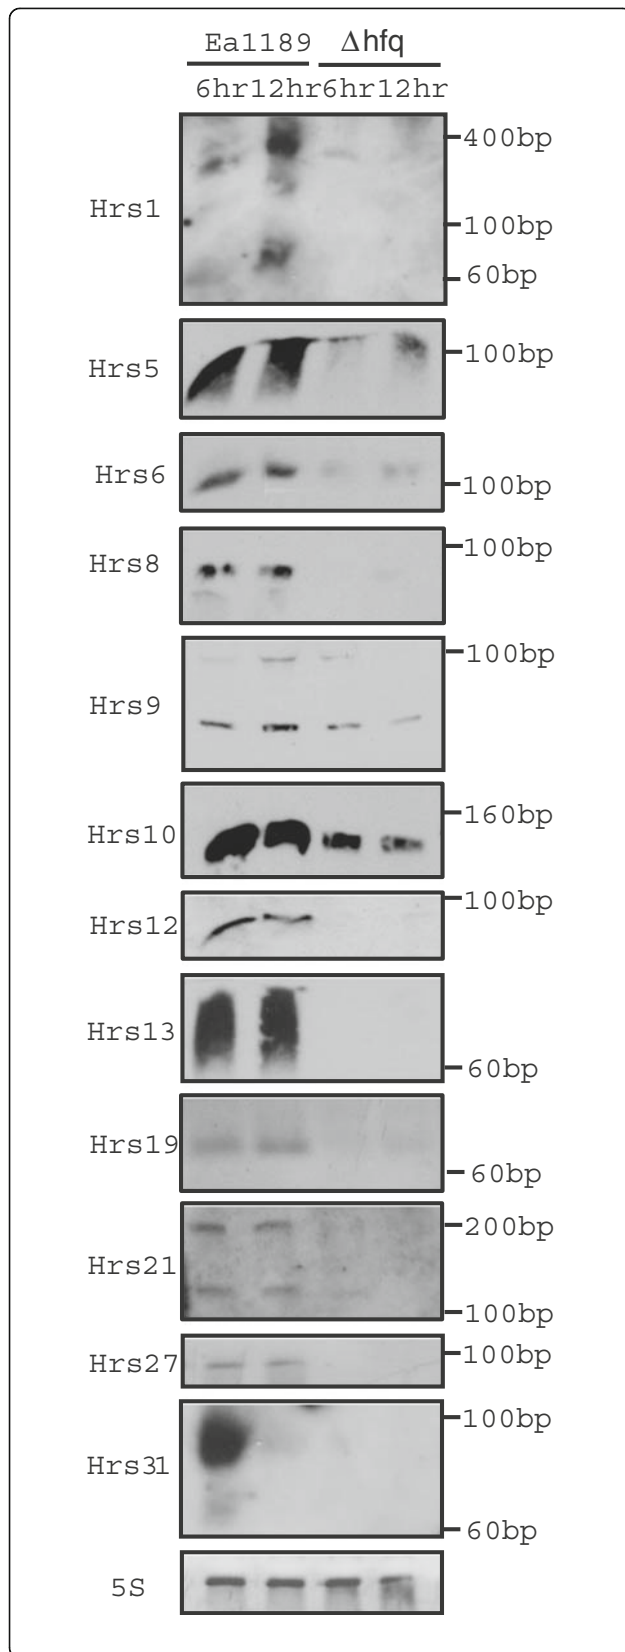 Ea1189 Δhfq
6hr12hr6hr12hr
400bp
Hrs1
100bp
60bp
Hrs5
100bp
Hrs6
100bp
100bp
Hrs8
100bp
Hrs9
160bp
Hrs10
100bp
Hrs12
Hrs13
60bp
Hrs19
60bp
200bp
Hrs21
100bp
100bp
Hrs27
100bp
Hrs31
60bp
5S